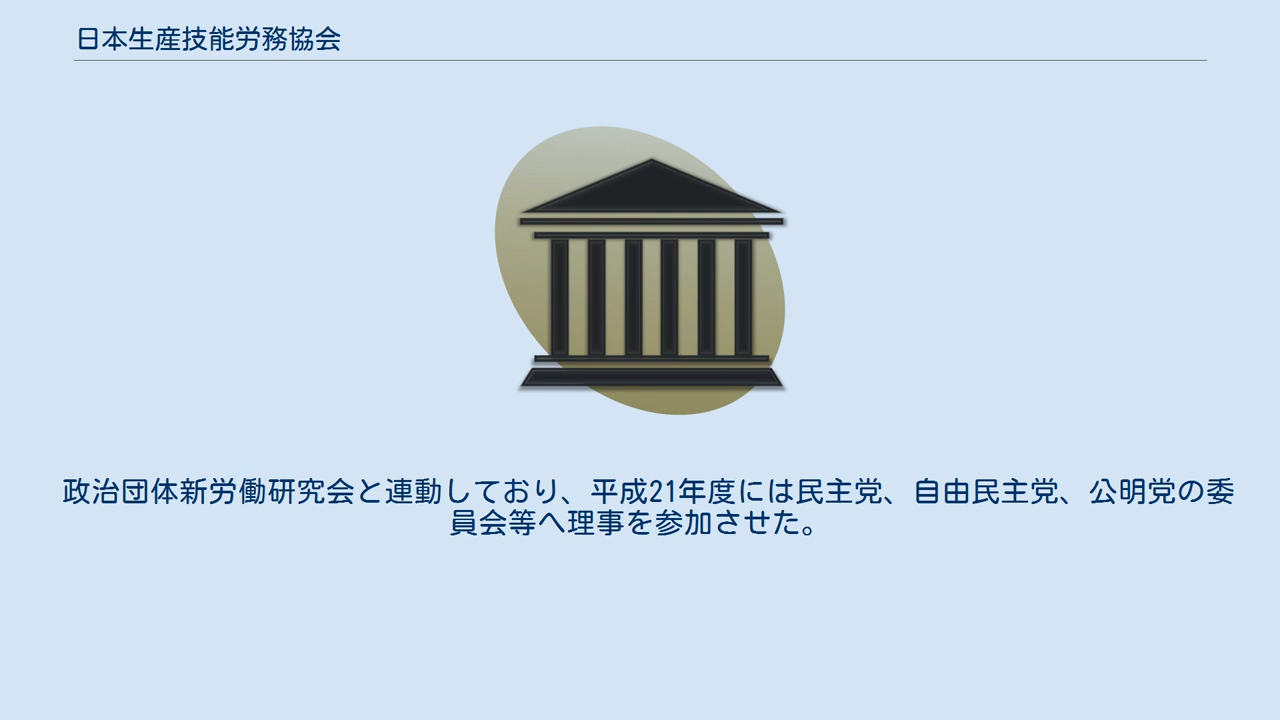 日本生産技能労務協会
政治団体新労働研究会と連動しており、平成21年度には民主党、自由民主党、公明党の委
員会等へ理事を参加させた。